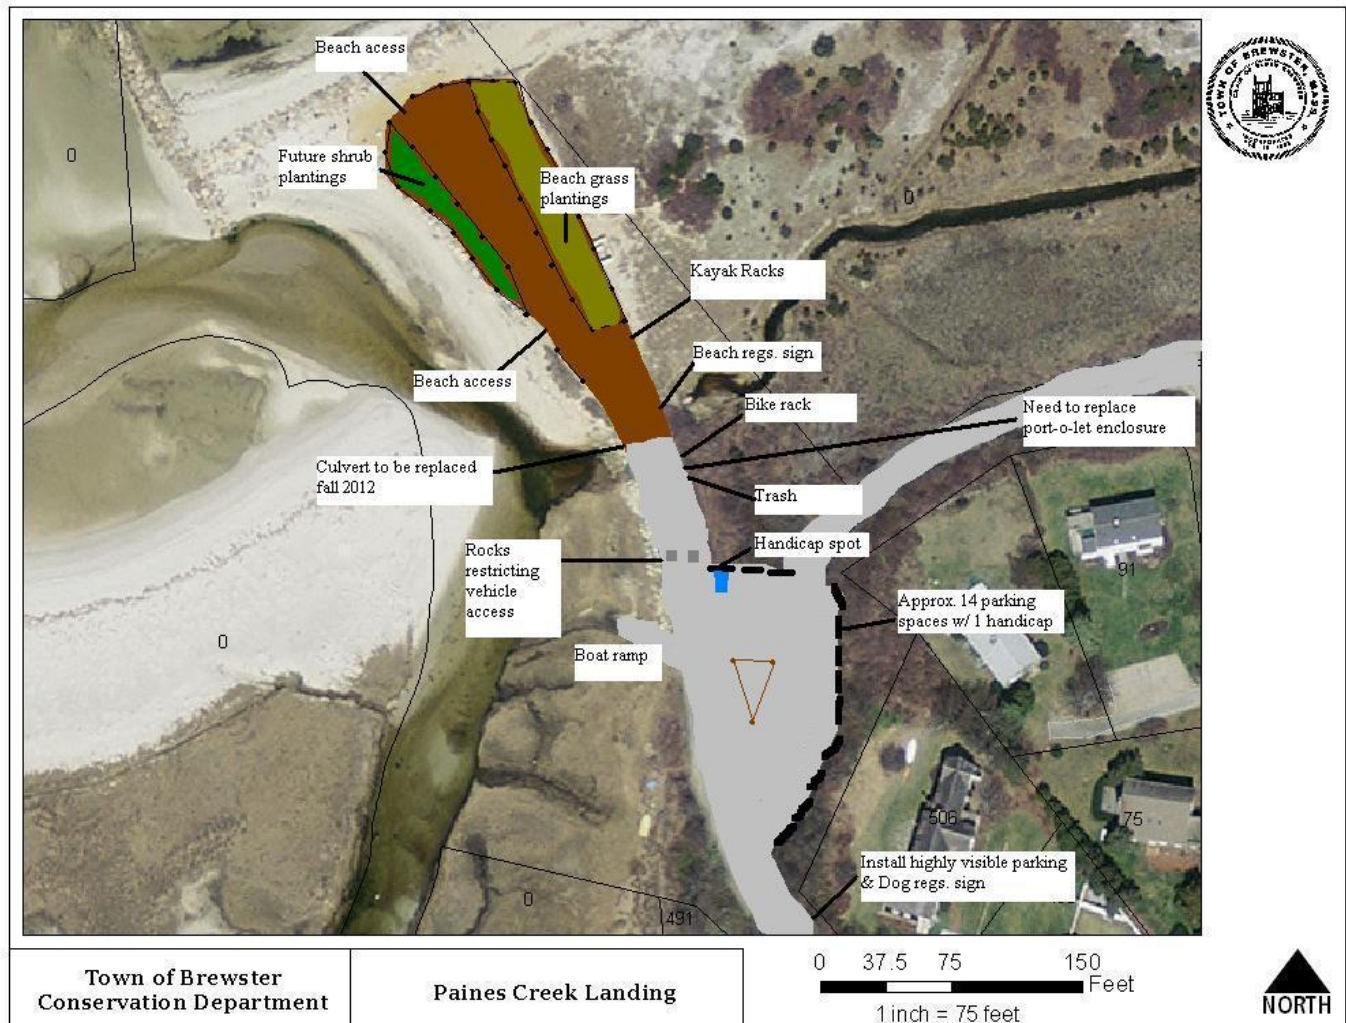 Beach acess
Future shrub
plantings
Beach grass
plantings
0
0
Kayak Racks
Beach regs. sign
Beach access
Bike rack
Need to replace
port-o-let enclosure
Culvert to be replaced
fall 2012
Trash
Handicap spot
Rocks
restricting
vehicle
access
91
Approx. 14 parking
spaces w/ 1 handicap
0
Boat ramp
506
75
Install highly visible parking
& Dog regs. sign
0
491
TOWN OF BREWSTER, MASS.
Town of Brewster
Conservation Department
Paines Creek Landing
0 37.5 75 150
Feet
1 inch = 75 feet
NORTH